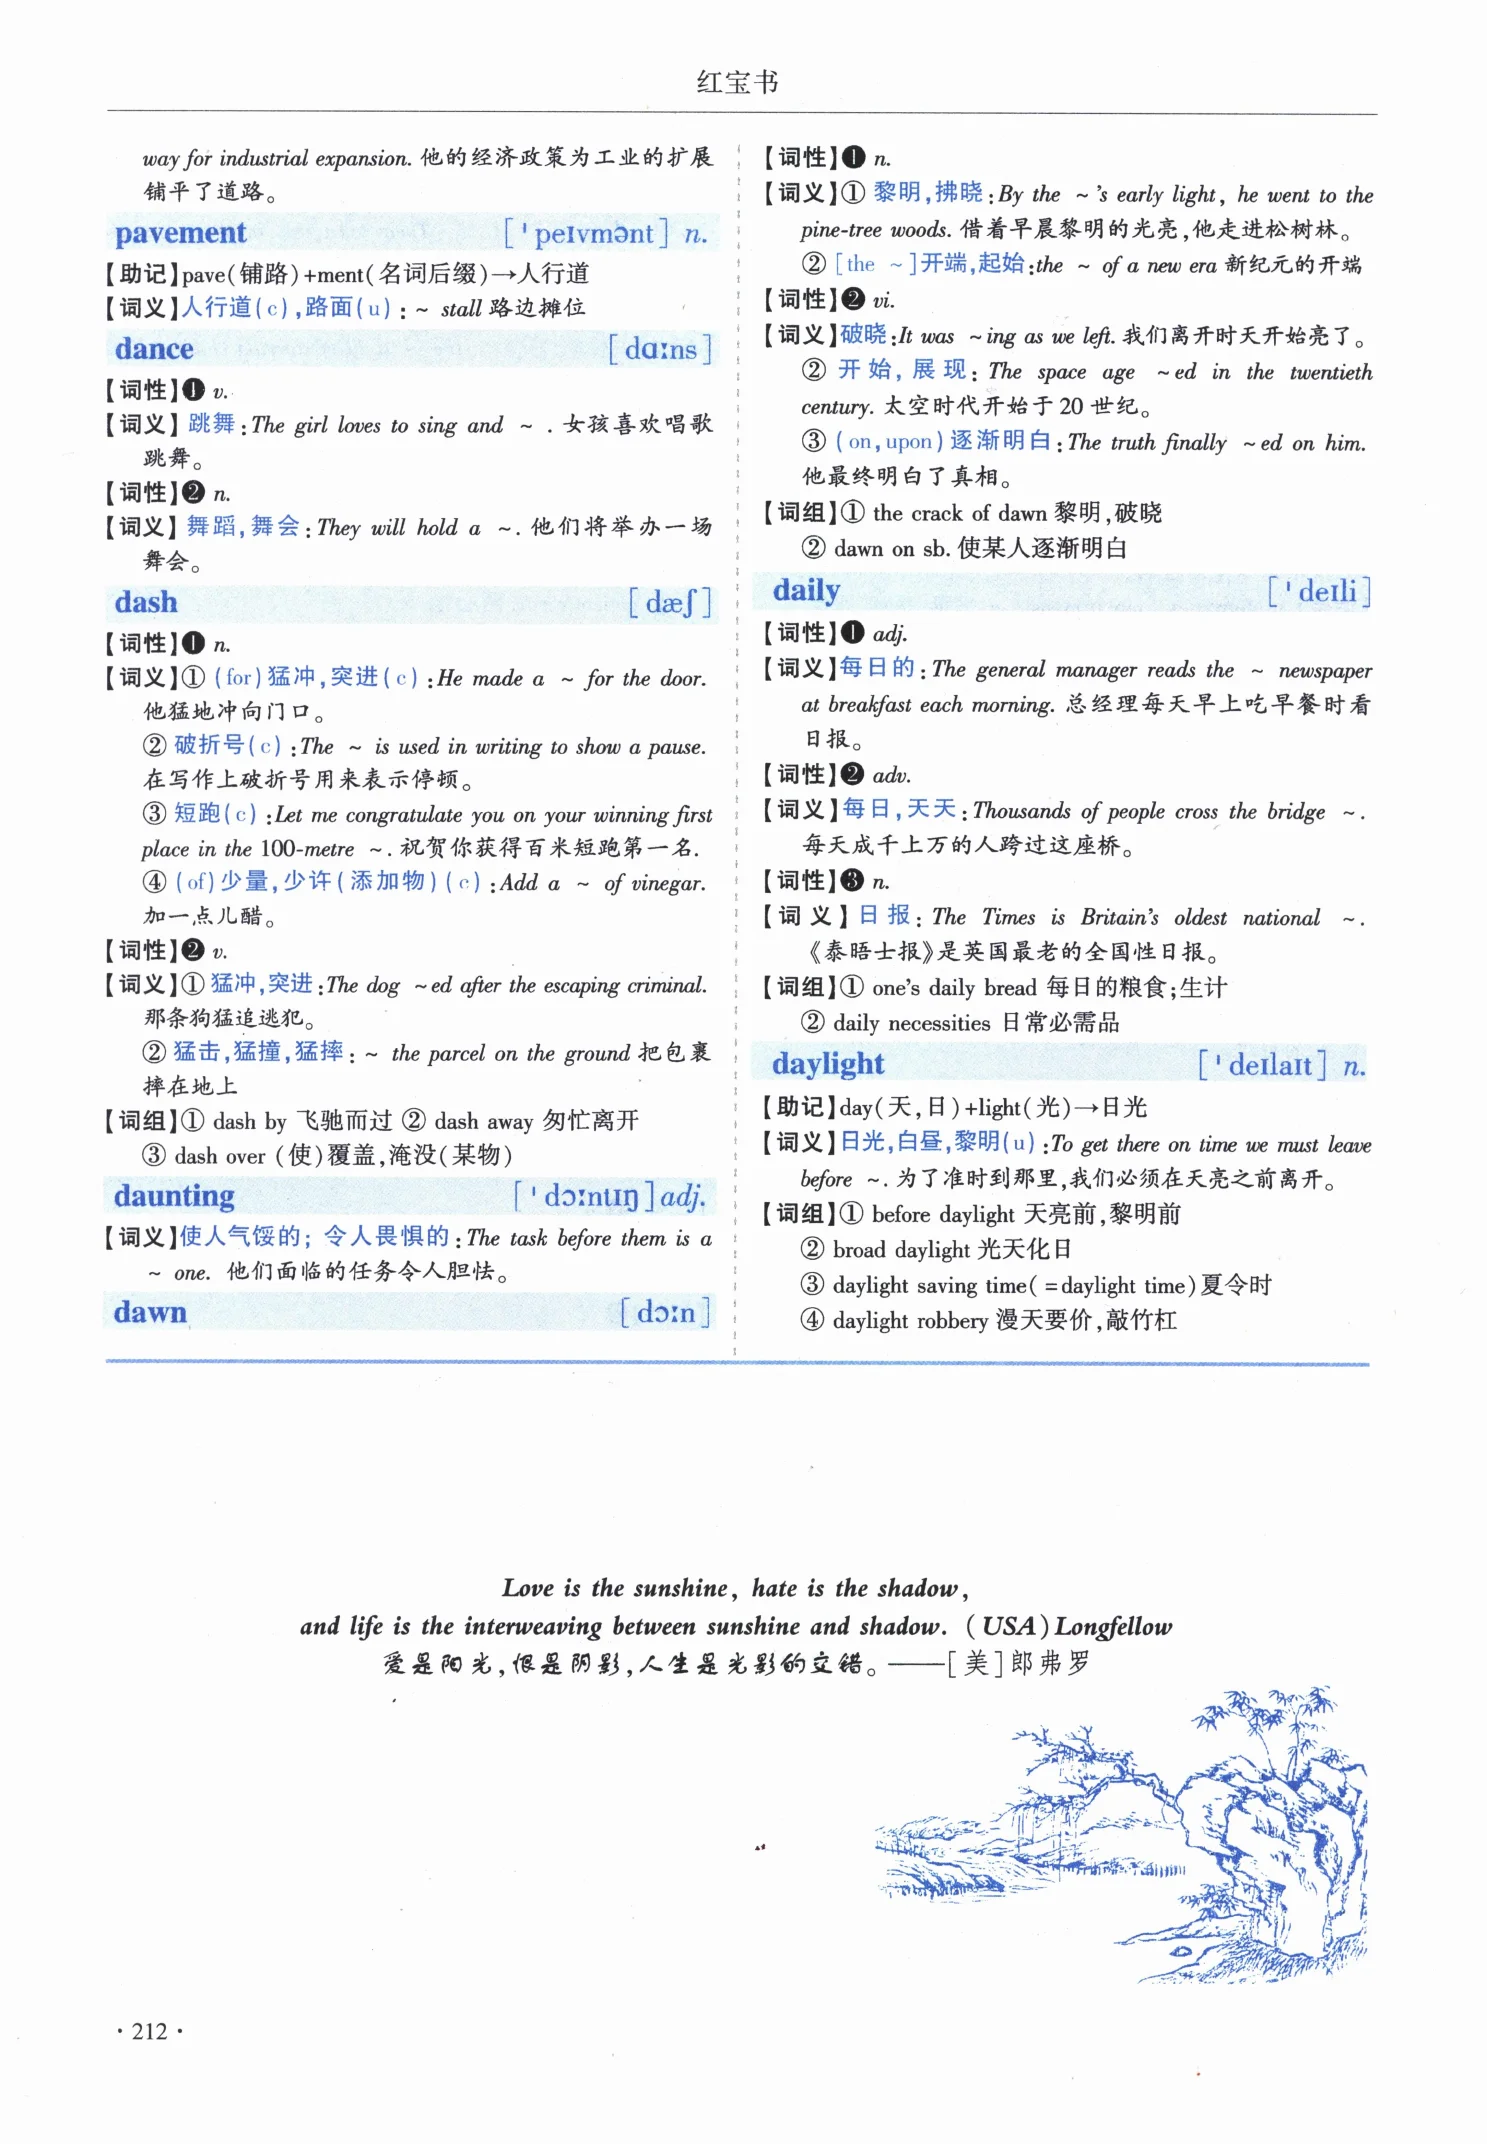 红宝书
way for industrial expansion. 他的经济政策为工业的扩展
铺平了道路。
pavement [ˈpeɪvmənt] n.
【助记】pave(铺路)+ment(名词后缀)→人行道
【词义】人行道(c),路面(u): ~ stall 路边摊位
dance [dɑːns]
【词性】❶ v.
【词义】跳舞:The girl loves to sing and ~ . 女孩喜欢唱歌
跳舞。
【词性】❷ n.
【词义】舞蹈,舞会:They will hold a ~. 他们将举办一场
舞会。
dash [dæʃ]
【词性】❶ n.
【词义】① (for)猛冲,突进(c):He made a ~ for the door.
他猛地冲向门口。
② 破折号(c):The ~ is used in writing to show a pause.
在写作上破折号用来表示停顿。
③ 短跑(c):Let me congratulate you on your winning first
place in the 100-metre ~. 祝贺你获得百米短跑第一名.
④ (of)少量,少许(添加物)(c):Add a ~ of vinegar.
加一点儿醋。
【词性】❷ v.
【词义】①猛冲,突进:The dog ~ed after the escaping criminal.
那条狗猛追逃犯。
② 猛击,猛撞,猛摔: ~ the parcel on the ground 把包裹
摔在地上
【词组】① dash by 飞驰而过 ② dash away 匆忙离开
③ dash over (使)覆盖,淹没(某物)
daunting [ˈdɔːntɪŋ] adj.
【词义】使人气馁的; 令人畏惧的:The task before them is a
~ one. 他们面临的任务令人胆怯。
dawn [dɔːn]
【词性】❶ n.
【词义】① 黎明,拂晓:By the ~'s early light, he went to the
pine-tree woods. 借着早晨黎明的光亮,他走进松树林。
② [the ~]开端,起始:the ~ of a new era 新纪元的开端
【词性】❷ vi.
【词义】破晓:It was ~ing as we left. 我们离开时天开始亮了。
② 开始, 展现: The space age ~ed in the twentieth
century. 太空时代开始于 20 世纪。
③ (on,upon)逐渐明白:The truth finally ~ed on him.
他最终明白了真相。
【词组】① the crack of dawn 黎明,破晓
② dawn on sb. 使某人逐渐明白
daily [ˈdeɪli]
【词性】❶ adj.
【词义】每日的: The general manager reads the ~ newspaper
at breakfast each morning. 总经理每天早上吃早餐时看
日报。
【词性】❷ adv.
【词义】每日,天天:Thousands of people cross the bridge ~.
每天成千上万的人跨过这座桥。
【词性】❸ n.
【词义】日报: The Times is Britain's oldest national ~.
《泰晤士报》是英国最老的全国性日报。
【词组】① one's daily bread 每日的粮食;生计
② daily necessities 日常必需品
daylight [ˈdeɪlaɪt] n.
【助记】day(天,日)+light(光)→日光
【词义】日光,白昼,黎明(u):To get there on time we must leave
before ~. 为了准时到那里,我们必须在天亮之前离开。
【词组】① before daylight 天亮前,黎明前
② broad daylight 光天化日
③ daylight saving time( =daylight time)夏令时
④ daylight robbery 漫天要价,敲竹杠
Love is the sunshine, hate is the shadow,
and life is the interweaving between sunshine and shadow. (USA) Longfellow
爱是阳光,恨是阴影,人生是光影的交错。——[美]郎弗罗
·212·